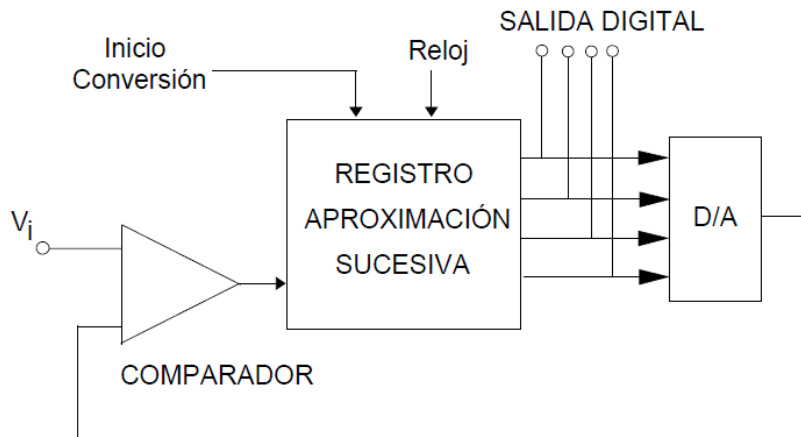 SALIDA DIGITAL
Inicio
Conversión
Reloj
REGISTRO
APROXIMACIÓN
SUCESIVA
D/A
Vi
COMPARADOR